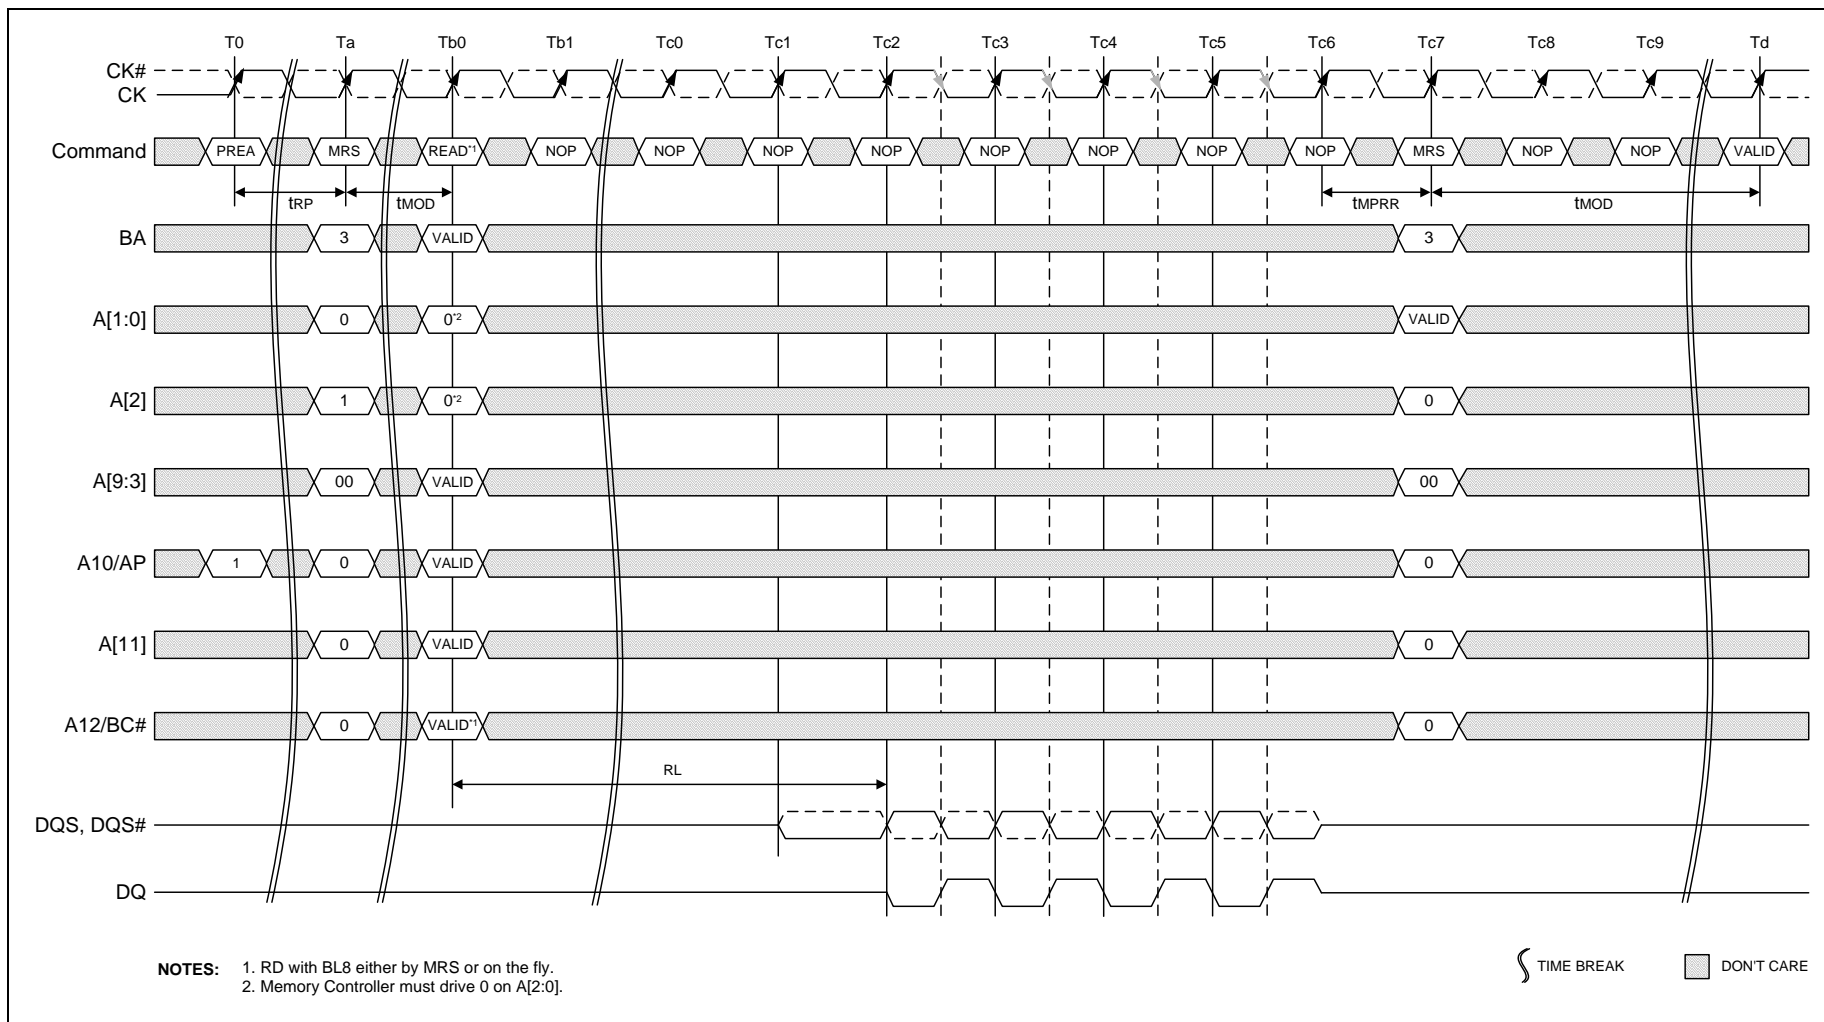 T0 Ta Tb0 Tb1 Tc0 Tc1 Tc2 Tc3 Tc4 Tc5 Tc6 Tc7 Tc8 Tc9 Td
CK#
CK
Command PREA MRS READ*1 NOP NOP NOP NOP NOP NOP NOP NOP MRS NOP NOP VALID
tRP tMOD tMPRR tMOD
BA 3 VALID 3
A[1:0] 0 0*2 VALID
A[2] 1 0*2 0
A[9:3] 00 VALID 00
A10/AP 1 0 VALID 0
A[11] 0 VALID 0
A12/BC# 0 VALID*1 0
RL
DQS, DQS#
DQ
NOTES: 1. RD with BL8 either by MRS or on the fly.
2. Memory Controller must drive 0 on A[2:0].
TIME BREAK DON'T CARE